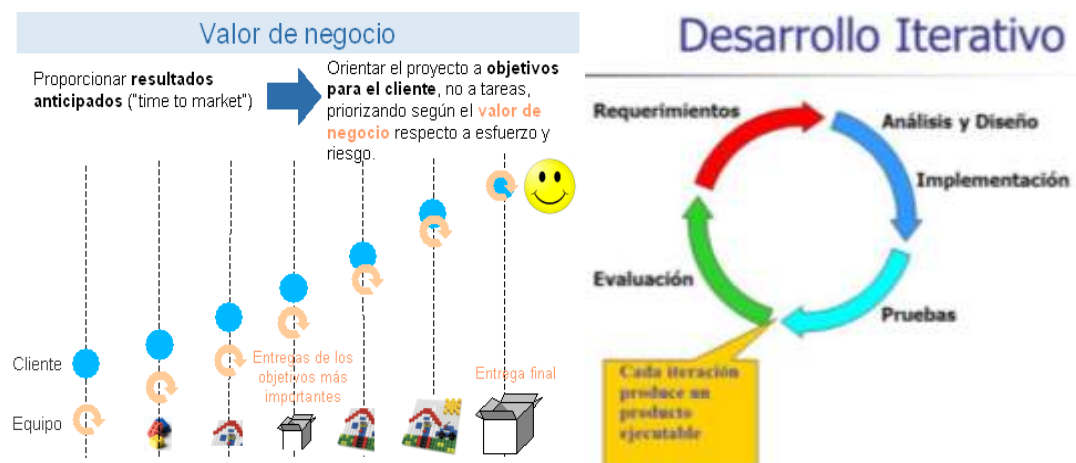 Valor de negocio
Proporcionar resultados
anticipados ("time to market")
Orientar el proyecto a objetivos
para el cliente, no a tareas,
priorizando según el valor de
negocio respecto a esfuerzo y
riesgo.
Cliente
Equipo
Entregas de los
objetivos más
importantes
Entrega final
Desarrollo Iterativo
Requerimientos
Análisis y Diseño
Implementación
Evaluación
Pruebas
Cada iteración
produce un
producto
ejecutable